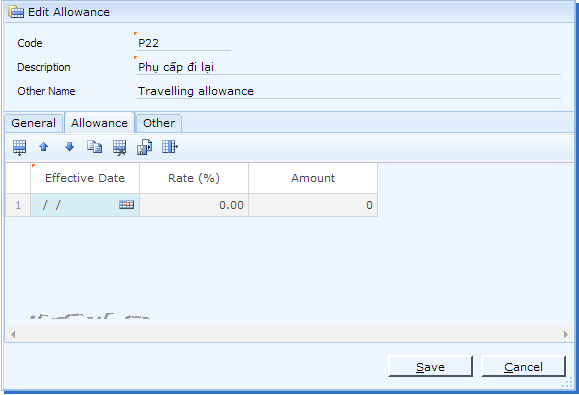 Edit Allowance
Code P22
Description Phụ cấp đi lại
Other Name Travelling allowance
General Allowance Other
Effective Date Rate (%) Amount
1 / / 0.00 0
Save Cancel